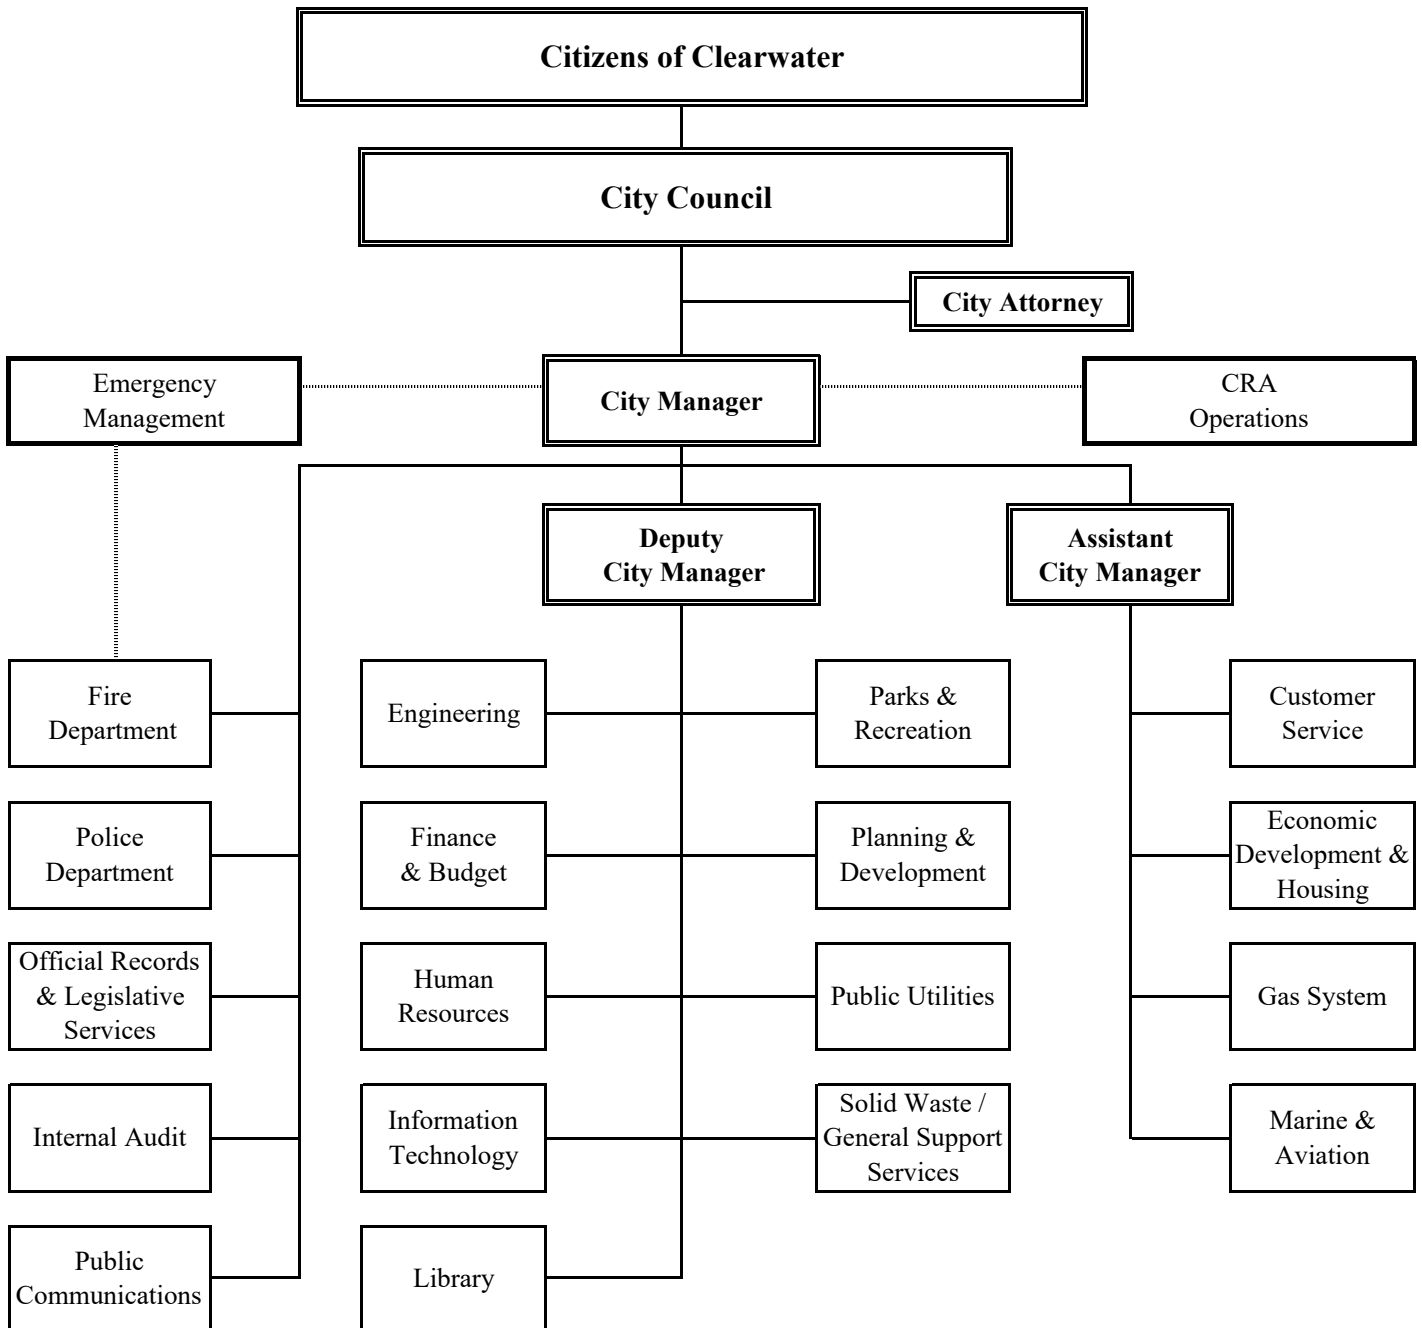 Citizens of Clearwater
City Council
City Attorney
Emergency
Management
City Manager
CRA
Operations
Deputy
City Manager
Assistant
City Manager
Fire
Department
Engineering
Parks &
Recreation
Customer
Service
Police
Department
Finance
& Budget
Planning &
Development
Economic
Development &
Housing
Official Records
& Legislative
Services
Human
Resources
Public Utilities
Gas System
Internal Audit
Information
Technology
Solid Waste /
General Support
Services
Marine &
Aviation
Public
Communications
Library